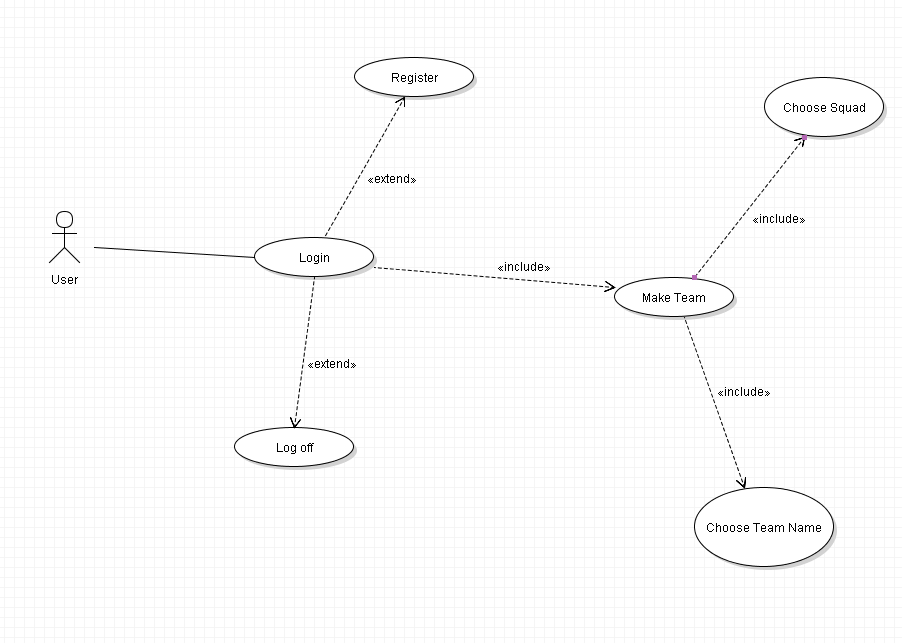 Register
Choose Squad
«extend»
«include»
Login
«include»
User
Make Team
«extend»
«include»
Log off
Choose Team Name